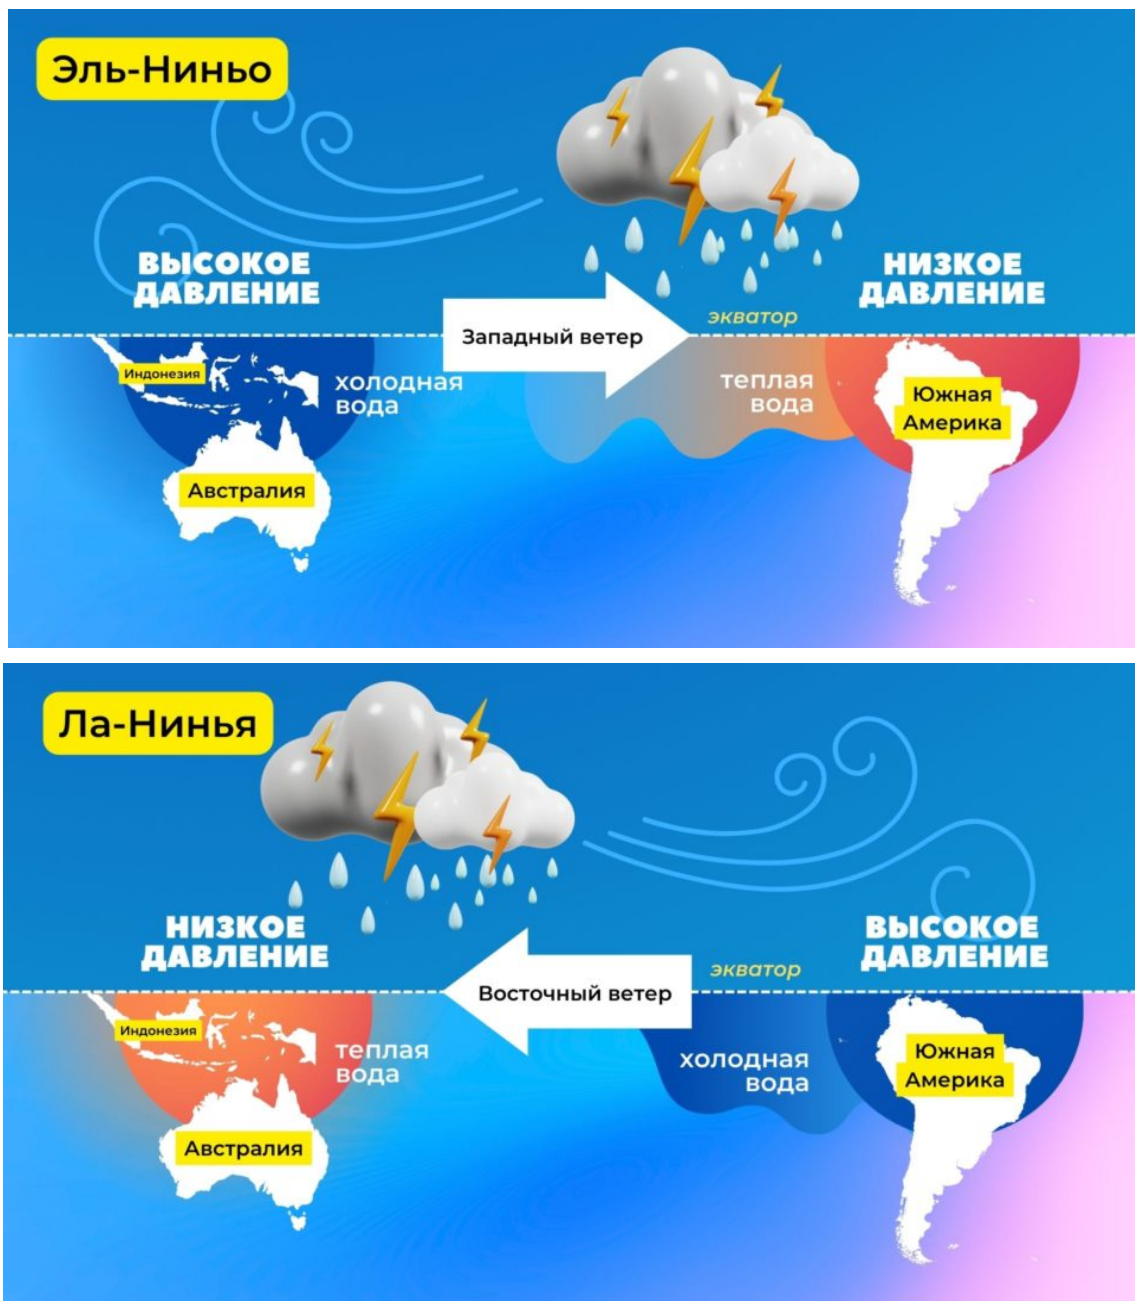 Эль-Ниньо
ВЫСОКОЕ
ДАВЛЕНИЕ
НИЗКОЕ
ДАВЛЕНИЕ
экватор
Западный ветер
Индонезия
холодная
вода
теплая
вода
Южная
Америка
Австралия
Ла-Нинья
НИЗКОЕ
ДАВЛЕНИЕ
ВЫСОКОЕ
ДАВЛЕНИЕ
экватор
Восточный ветер
Индонезия
теплая
вода
холодная
вода
Южная
Америка
Австралия